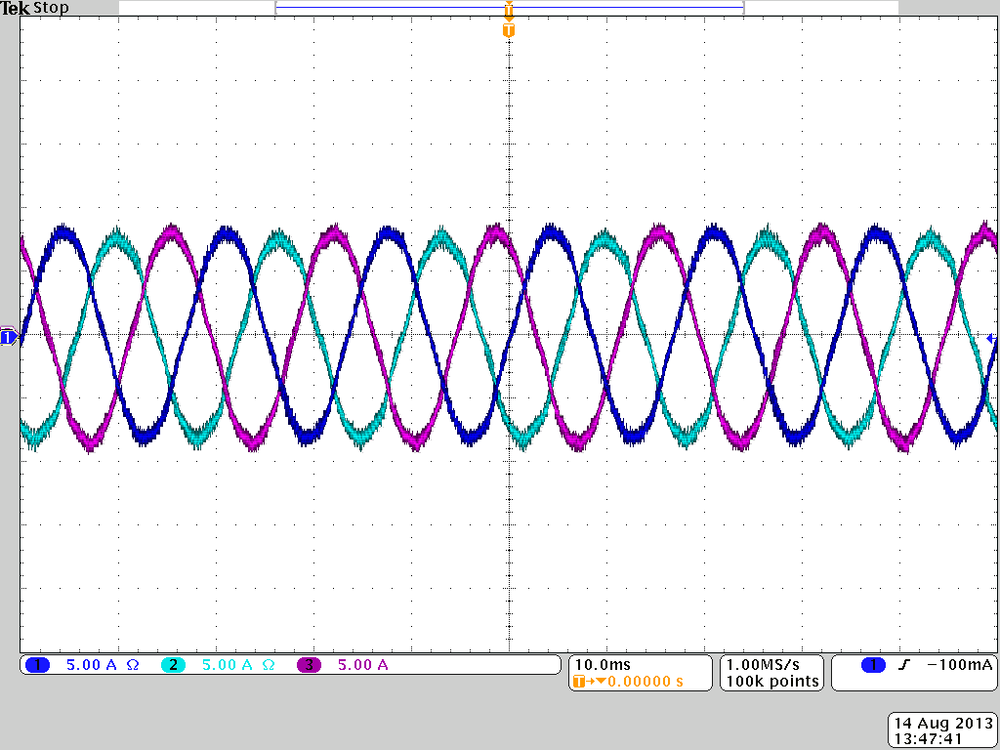 Tek Stop
T
T
1
1 5.00 A Ω 2 5.00 A Ω 3 5.00 A
10.0ms
T→▼0.00000 s
1.00MS/s
100k points
1 ƒ −100mA
14 Aug 2013
13:47:41